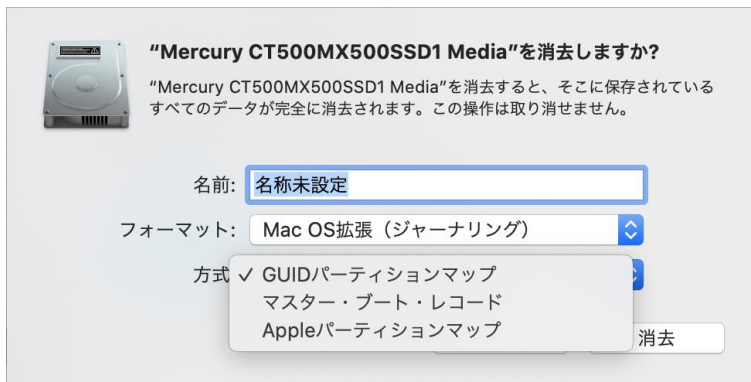 “Mercury CT500MX500SSD1 Media”を消去しますか?
“Mercury CT500MX500SSD1 Media”を消去すると、そこに保存されている
すべてのデータが完全に消去されます。この操作は取り消せません。
名前: 名称未設定
フォーマット: Mac OS拡張（ジャーナリング）
方式 ✓ GUIDパーティションマップ
マスター・ブート・レコード
Appleパーティションマップ
消去